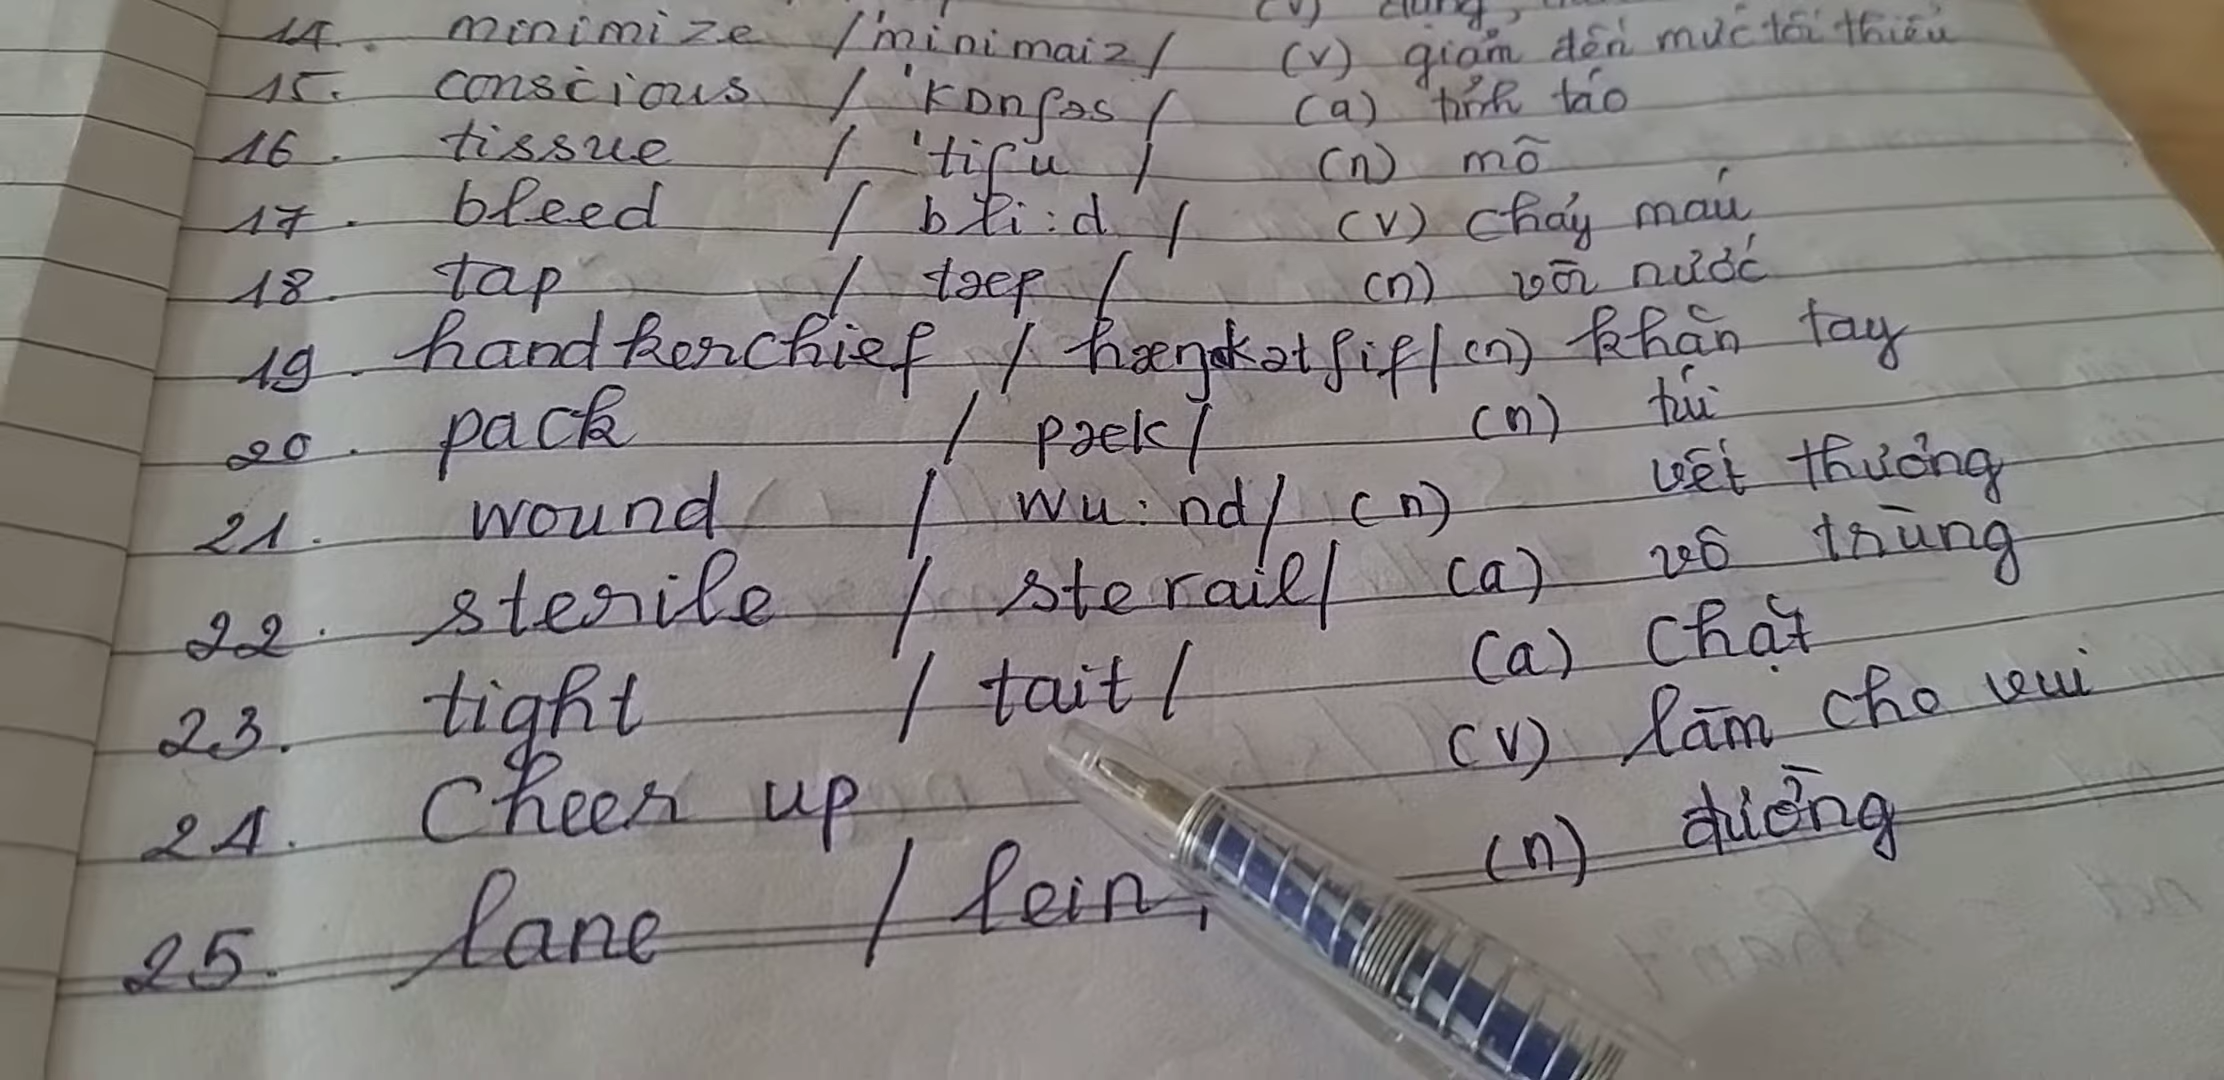 14. minimize /'minimaiz/ (v) giảm đến mức tối thiểu
15. conscious /'kɒnʃəs/ (a) tỉnh táo
16. tissue /'tiʃu/ (n) mô
17. bleed /bli:d/ (v) chảy máu
18. tap /tæp/ (n) vòi nước
19. handkerchief /hæŋkətʃif/ (n) khăn tay
20. pack /pæk/ (n) túi
21. wound /wu:nd/ (n) vết thương
22. sterile /sterail/ (a) vô trùng
23. tight /tait/ (a) chặt
24. Cheer up (v) làm cho vui
25. lane /lein/ (n) đường